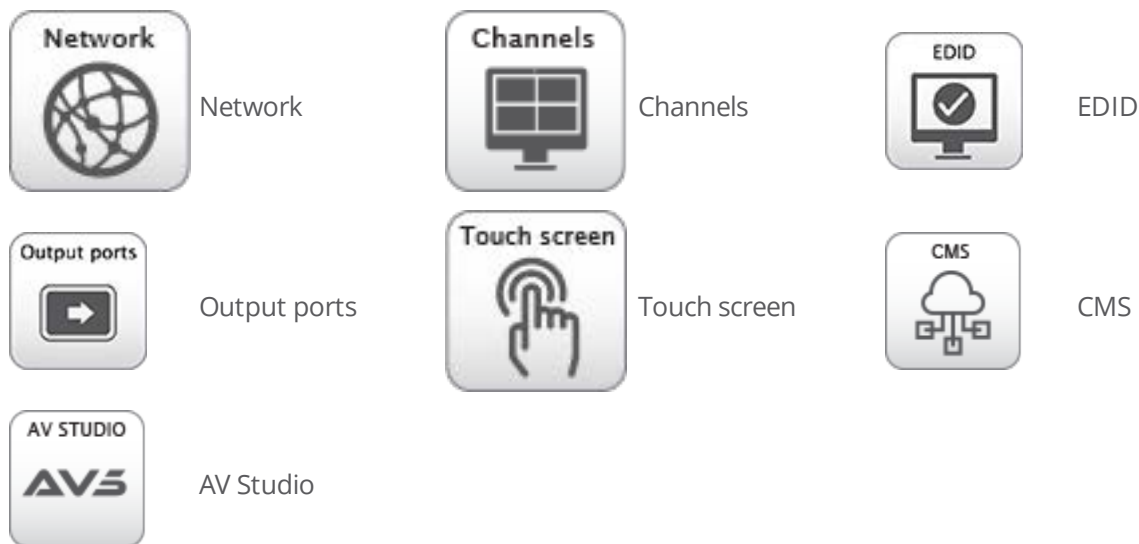 Network
Network
Channels
Channels
EDID
EDID
Output ports
Output ports
Touch screen
Touch screen
CMS
CMS
AV STUDIO
AVS
AV Studio